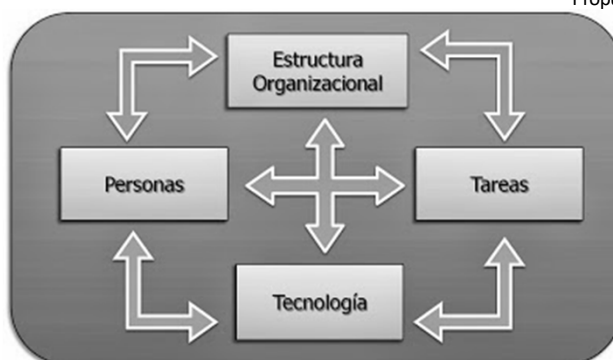 Estructura
Organizacional
Personas
Tareas
Tecnología